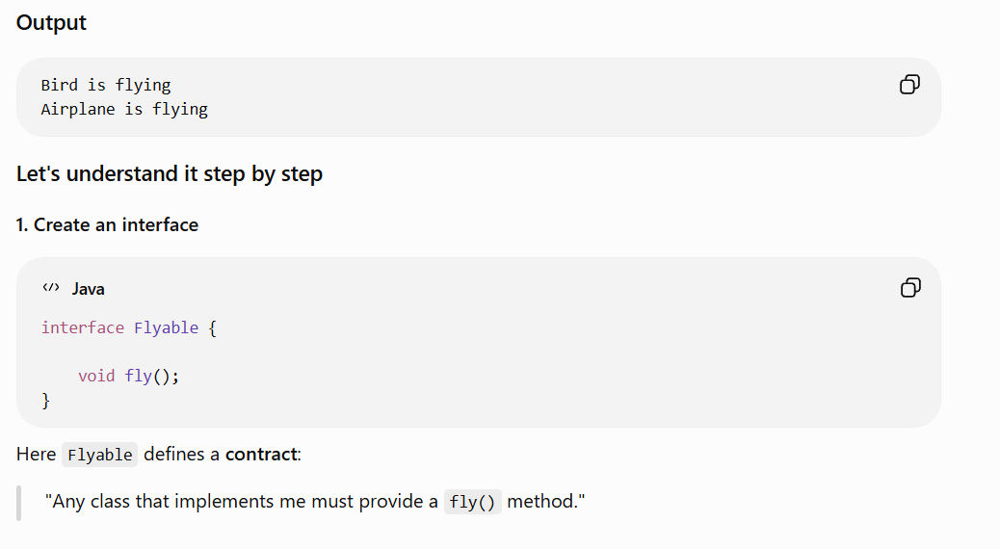 Output
Bird is flying
Airplane is flying
Let's understand it step by step
1. Create an interface
Java
interface Flyable {
    void fly();
}
Here Flyable defines a contract:
"Any class that implements me must provide a fly() method."